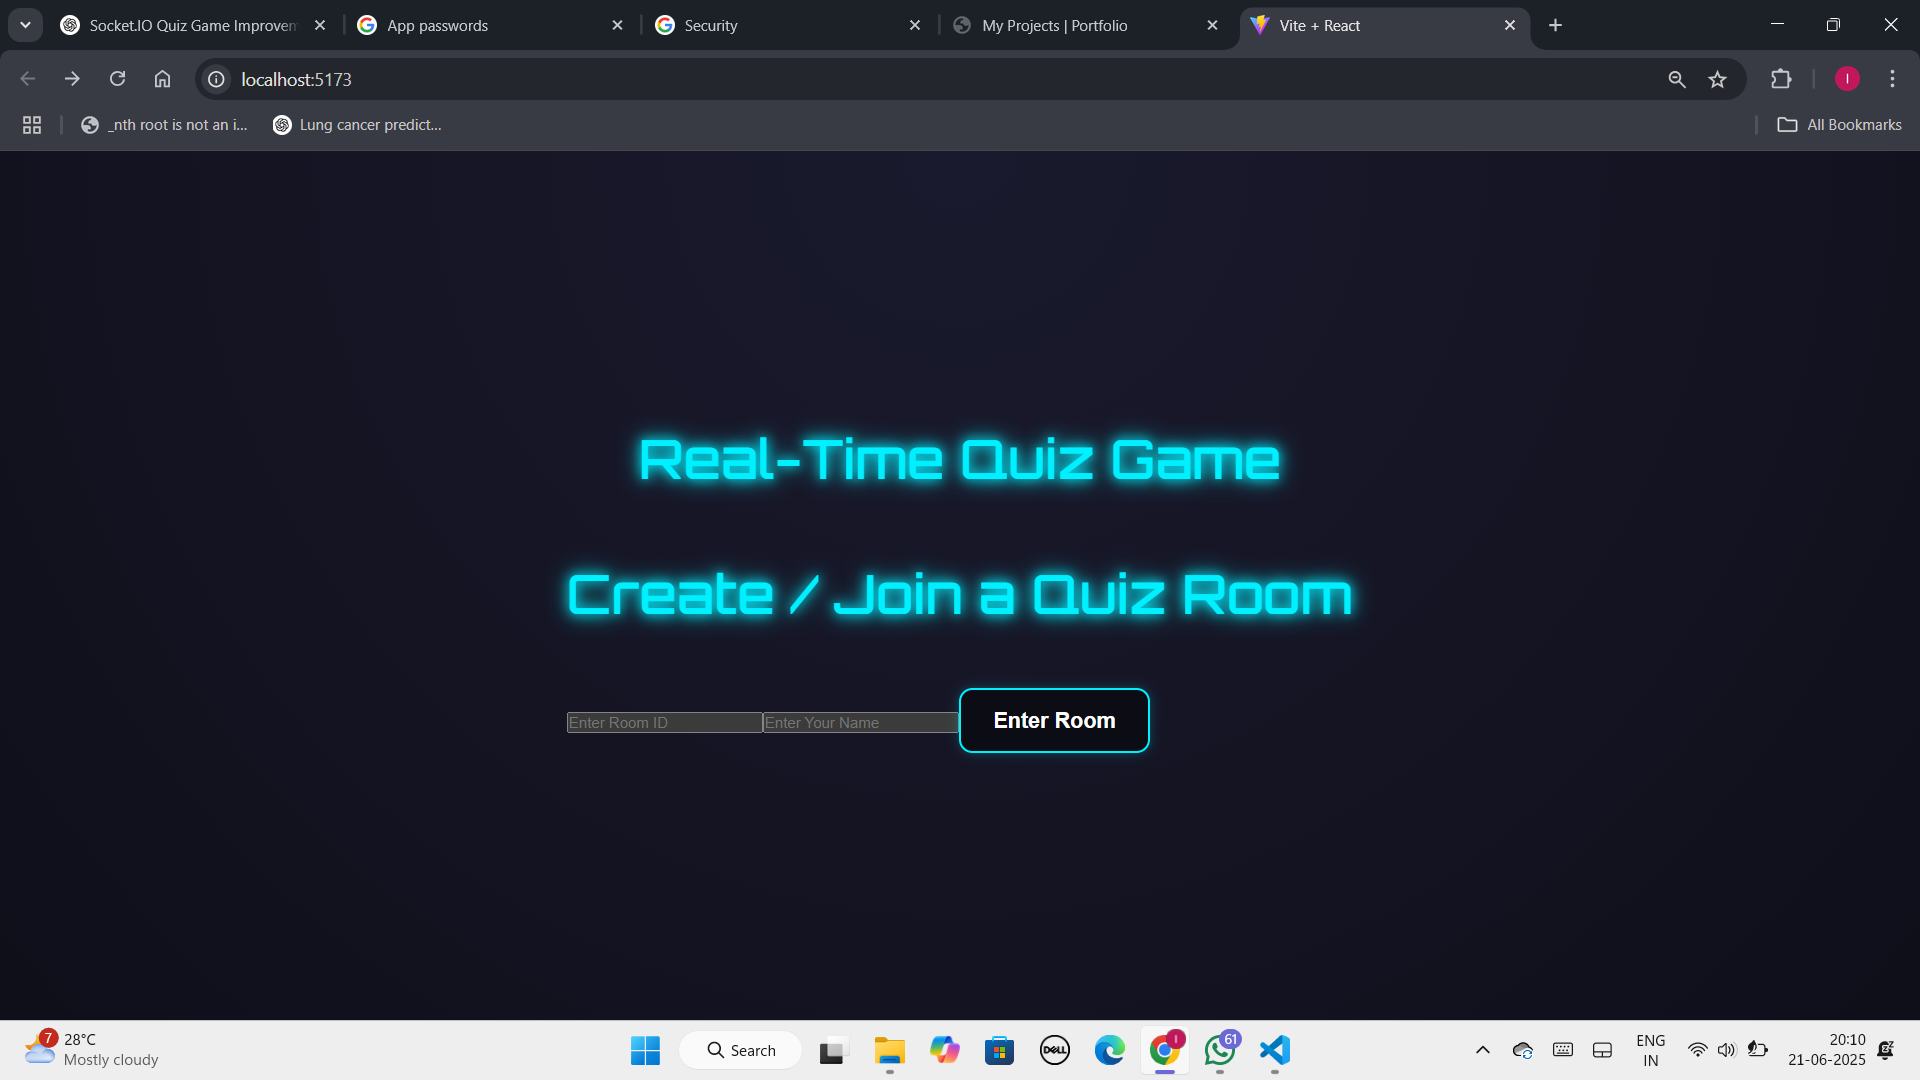 Socket.IO Quiz Game Improvem
App passwords
Security
My Projects | Portfolio
Vite + React
localhost:5173
I
_nth root is not an i...
Lung cancer predict...
All Bookmarks
Real-Time Quiz Game
Create / Join a Quiz Room
Enter Room ID
Enter Your Name
Enter Room
7
28°C
Mostly cloudy
Search
DELL
I
61
ENG
IN
20:10
21-06-2025